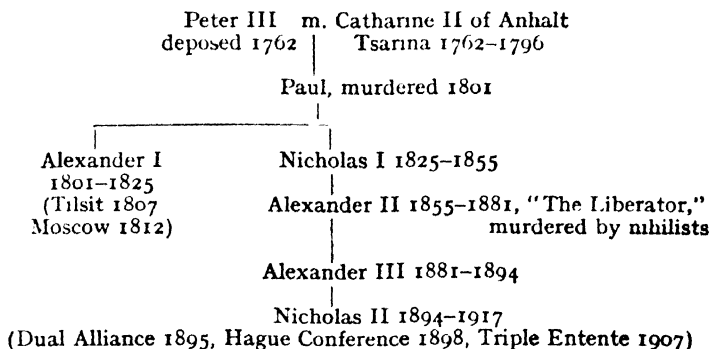 Peter III m. Catharine II of Anhalt
deposed 1762 Tsarina 1762–1796
Paul, murdered 1801
Alexander I Nicholas I 1825–1855
1801–1825
(Tilsit 1807 Alexander II 1855–1881, "The Liberator,"
Moscow 1812) murdered by nihilists
Alexander III 1881–1894
Nicholas II 1894–1917
(Dual Alliance 1895, Hague Conference 1898, Triple Entente 1907)